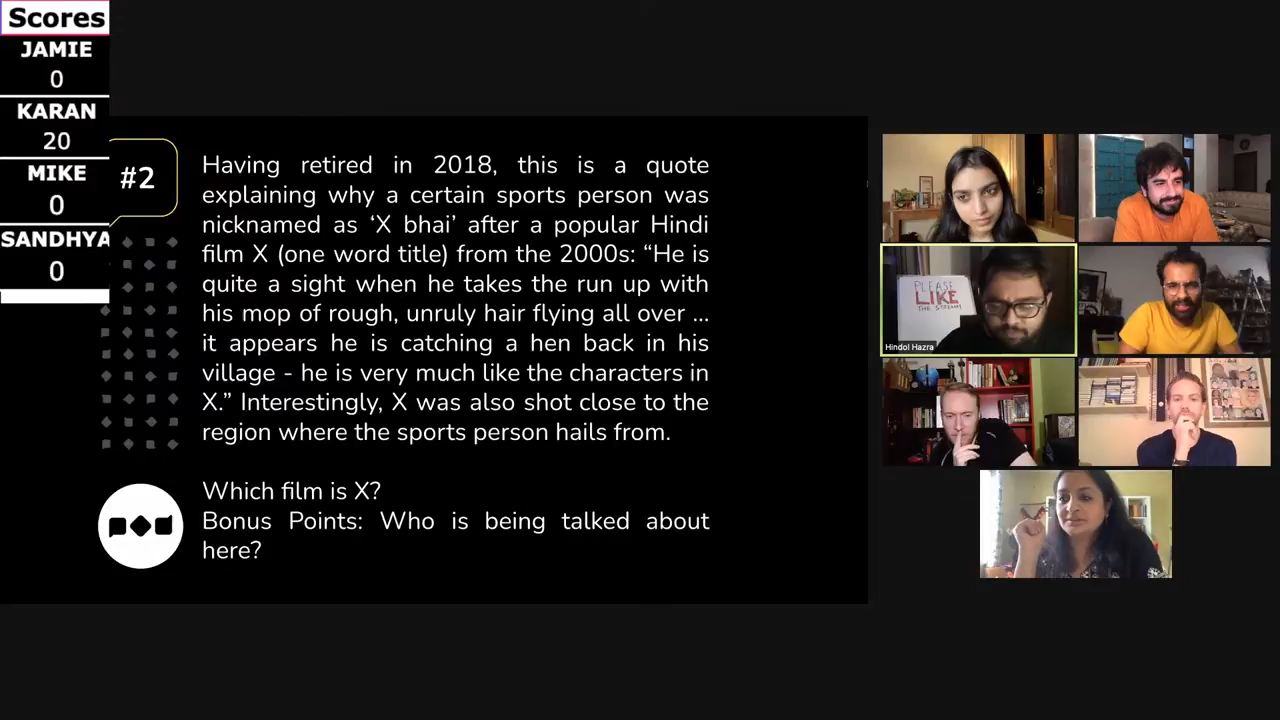 Scores
JAMIE
0
KARAN
20
MIKE
0
SANDHYA
0
#2
Having retired in 2018, this is a quote
explaining why a certain sports person was
nicknamed as ‘X bhai’ after a popular Hindi
film X (one word title) from the 2000s: “He is
quite a sight when he takes the run up with
his mop of rough, unruly hair flying all over ...
it appears he is catching a hen back in his
village - he is very much like the characters in
X.” Interestingly, X was also shot close to the
region where the sports person hails from.
Which film is X?
Bonus Points: Who is being talked about
here?
PLEASE
LIKE
THE STREAM
Hindol Hazra